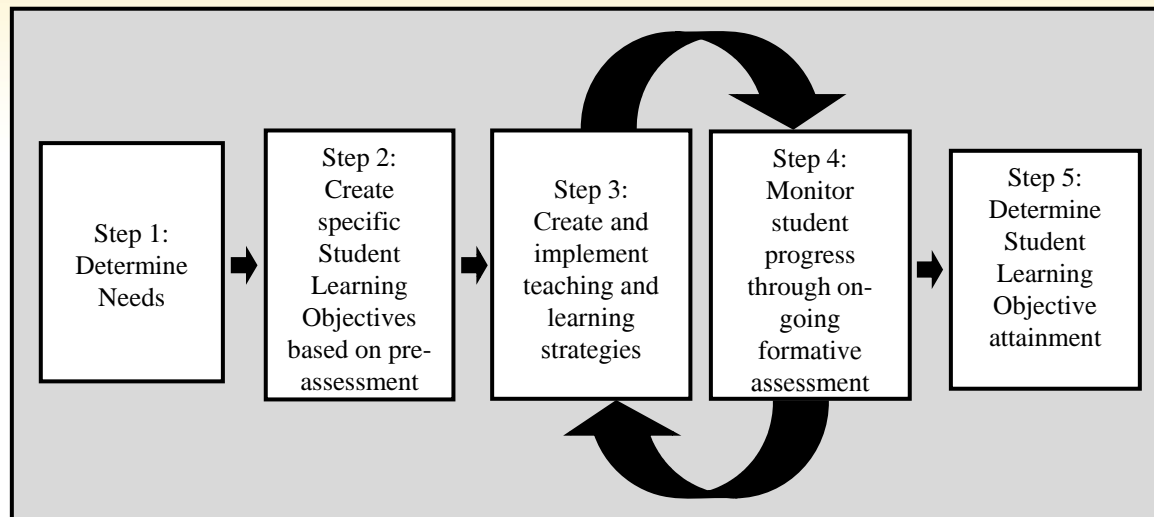 Step 1:
Determine
Needs
Step 2:
Create
specific
Student
Learning
Objectives
based on pre-
assessment
Step 3:
Create and
implement
teaching and
learning
strategies
Step 4:
Monitor
student
progress
through on-
going
formative
assessment
Step 5:
Determine
Student
Learning
Objective
attainment